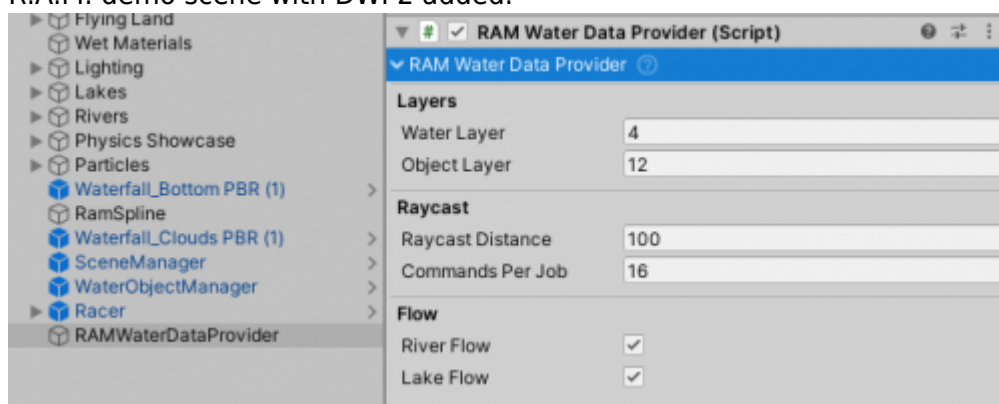 R.A.M. demo scene with DWP2 added.
Flying Land
Wet Materials
Lighting
Lakes
Rivers
Physics Showcase
Particles
Waterfall_Bottom PBR (1)
RamSpline
Waterfall_Clouds PBR (1)
SceneManager
WaterObjectManager
Racer
RAMWaterDataProvider
# RAM Water Data Provider (Script)
RAM Water Data Provider
Layers
Water Layer 4
Object Layer 12
Raycast
Raycast Distance 100
Commands Per Job 16
Flow
River Flow
Lake Flow